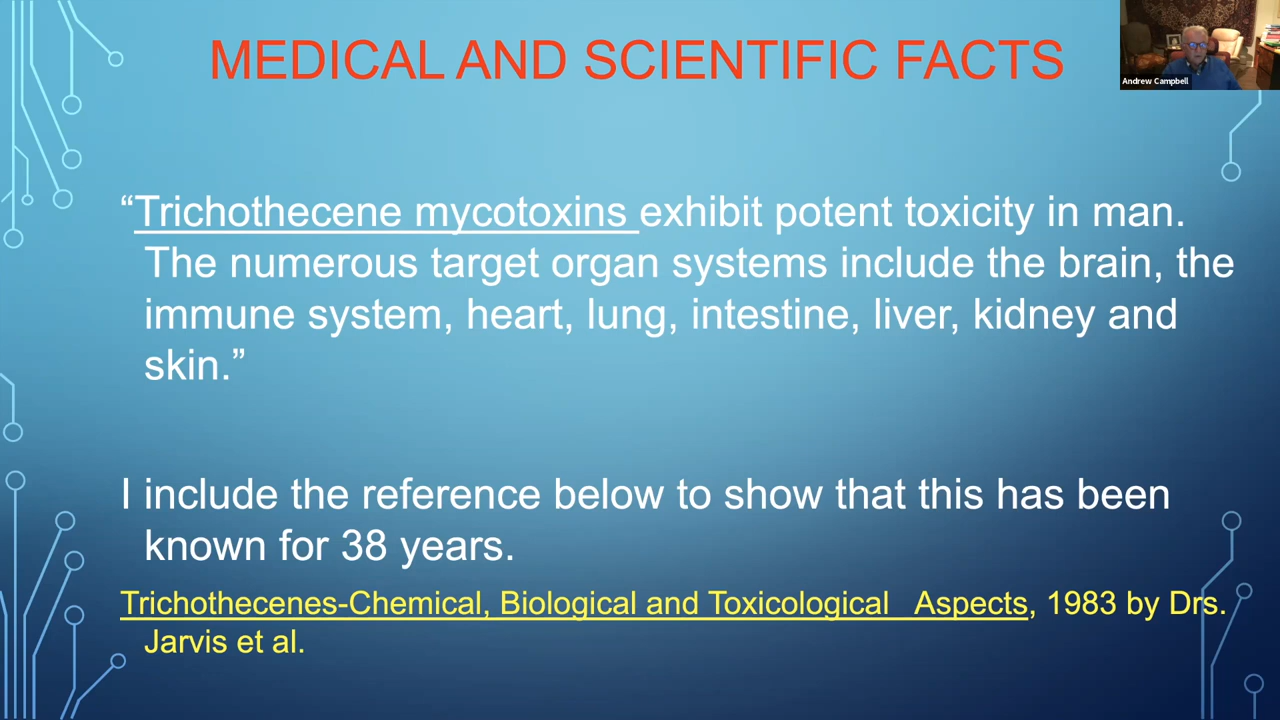 MEDICAL AND SCIENTIFIC FACTS
Andrew Campbell
“Trichothecene mycotoxins exhibit potent toxicity in man.
The numerous target organ systems include the brain, the
immune system, heart, lung, intestine, liver, kidney and
skin.”
I include the reference below to show that this has been
known for 38 years.
Trichothecenes-Chemical, Biological and Toxicological Aspects, 1983 by Drs.
Jarvis et al.